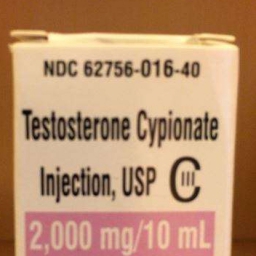 NDC 62756-016-40
Testosterone Cypionate
Injection, USP CIII
2,000 mg/10 mL